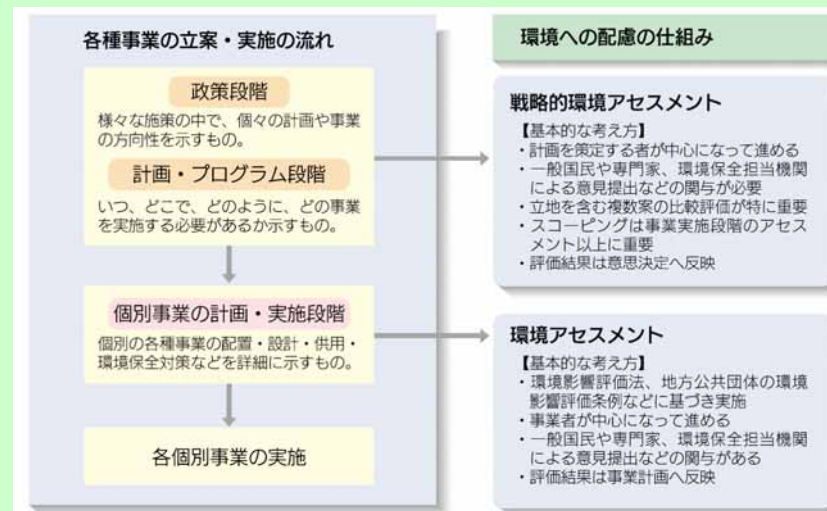 各種事業の立案・実施の流れ
政策段階
様々な施策の中で、個々の計画や事業
の方向性を示すもの。
計画・プログラム段階
いつ、どこで、どのように、どの事業
を実施する必要があるか示すもの。
個別事業の計画・実施段階
個別の各種事業の配置・設計・供用・
環境保全対策などを詳細に示すもの。
各個別事業の実施
環境への配慮の仕組み
戦略的環境アセスメント
【基本的な考え方】
・計画を策定する者が中心になって進める
・一般国民や専門家、環境保全担当機関
による意見提出などの関与が必要
・立地を含む複数案の比較評価が特に重要
・スコーピングは事業実施段階のアセス
メント以上に重要
・評価結果は意思決定へ反映
環境アセスメント
【基本的な考え方】
・環境影響評価法、地方公共団体の環境
影響評価条例などに基づき実施
・事業者が中心になって進める
・一般国民や専門家、環境保全担当機関
による意見提出などの関与がある
・評価結果は事業計画へ反映